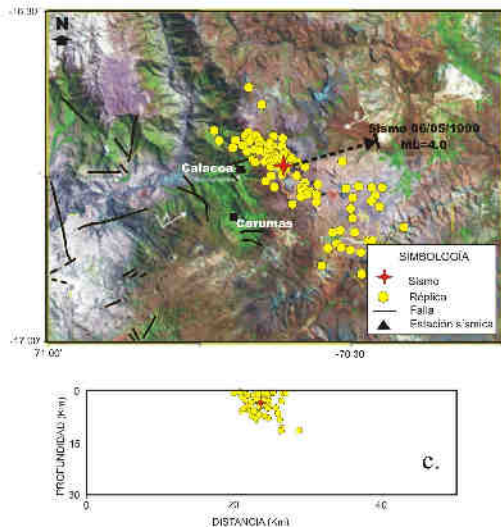 -16:30'
N
Sismo 06/05/1999
Mb=4.0
Calacoa
Carumas
SIMBOLOGÍA
Sismo
Réplica
Falla
Estación sísmica
-17:00'
-71:00'
-70:30'
PROFUNDIDAD (Km)
0
15
30
c.
0
20
40
DISTANCIA (Km)